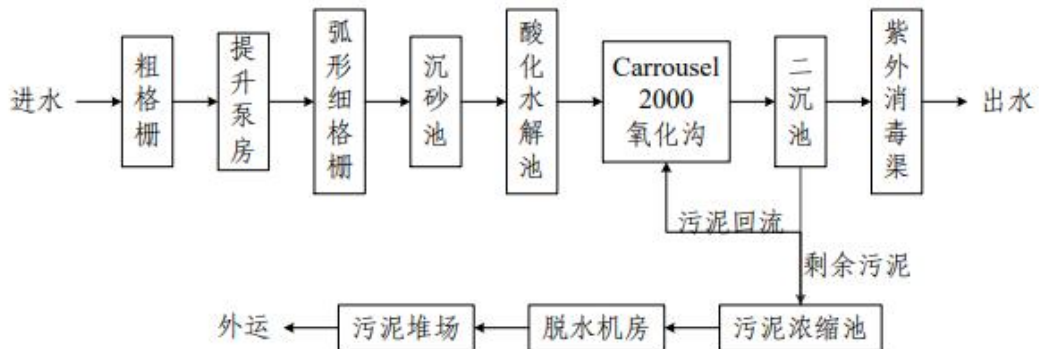 进水
粗格栅
提升泵房
弧形细格栅
沉砂池
酸化水解池
Carrousel
2000
氧化沟
二沉池
紫外消毒渠
出水
污泥回流
剩余污泥
外运
污泥堆场
脱水机房
污泥浓缩池